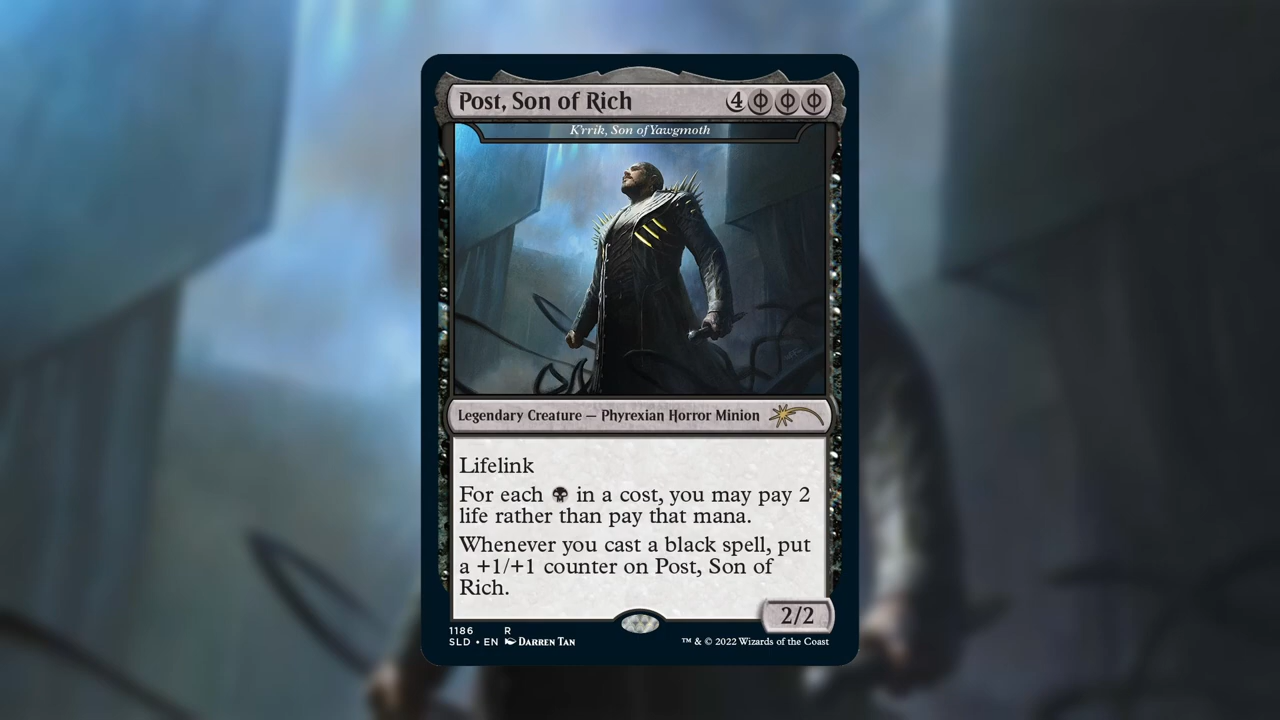 Post, Son of Rich 4
K'rrik, Son of Yawgmoth
Legendary Creature — Phyrexian Horror Minion
Lifelink
For each in a cost, you may pay 2
life rather than pay that mana.
Whenever you cast a black spell, put
a +1/+1 counter on Post, Son of
Rich.
2/2
1186 R
SLD • EN Darren Tan
™ & © 2022 Wizards of the Coast